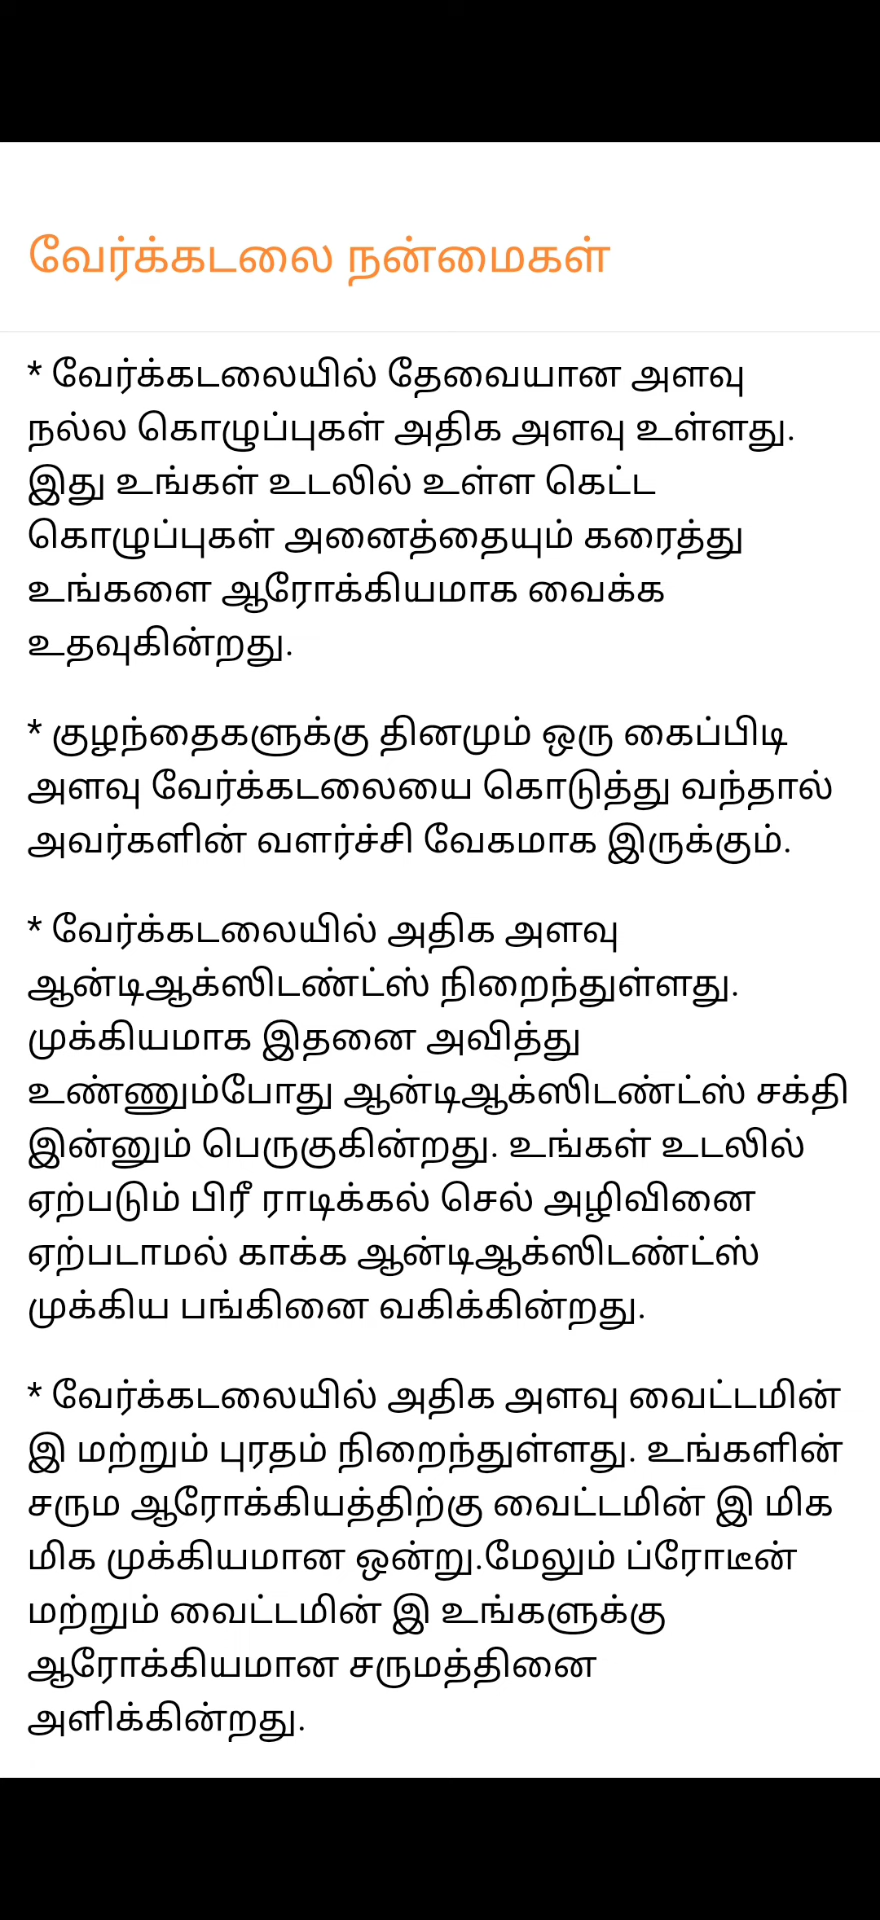 வேர்க்கடலை நன்மைகள்
* வேர்க்கடலையில் தேவையான அளவு
நல்ல கொழுப்புகள் அதிக அளவு உள்ளது.
இது உங்கள் உடலில் உள்ள கெட்ட
கொழுப்புகள் அனைத்தையும் கரைத்து
உங்களை ஆரோக்கியமாக வைக்க
உதவுகின்றது.
* குழந்தைகளுக்கு தினமும் ஒரு கைப்பிடி
அளவு வேர்க்கடலையை கொடுத்து வந்தால்
அவர்களின் வளர்ச்சி வேகமாக இருக்கும்.
* வேர்க்கடலையில் அதிக அளவு
ஆன்டிஆக்ஸிடண்ட்ஸ் நிறைந்துள்ளது.
முக்கியமாக இதனை அவித்து
உண்ணும்போது ஆன்டிஆக்ஸிடண்ட்ஸ் சக்தி
இன்னும் பெருகுகின்றது. உங்கள் உடலில்
ஏற்படும் பிரீ ராடிக்கல் செல் அழிவினை
ஏற்படாமல் காக்க ஆன்டிஆக்ஸிடண்ட்ஸ்
முக்கிய பங்கினை வகிக்கின்றது.
* வேர்க்கடலையில் அதிக அளவு வைட்டமின்
இ மற்றும் புரதம் நிறைந்துள்ளது. உங்களின்
சரும ஆரோக்கியத்திற்கு வைட்டமின் இ மிக
மிக முக்கியமான ஒன்று.மேலும் ப்ரோடீன்
மற்றும் வைட்டமின் இ உங்களுக்கு
ஆரோக்கியமான சருமத்தினை
அளிக்கின்றது.